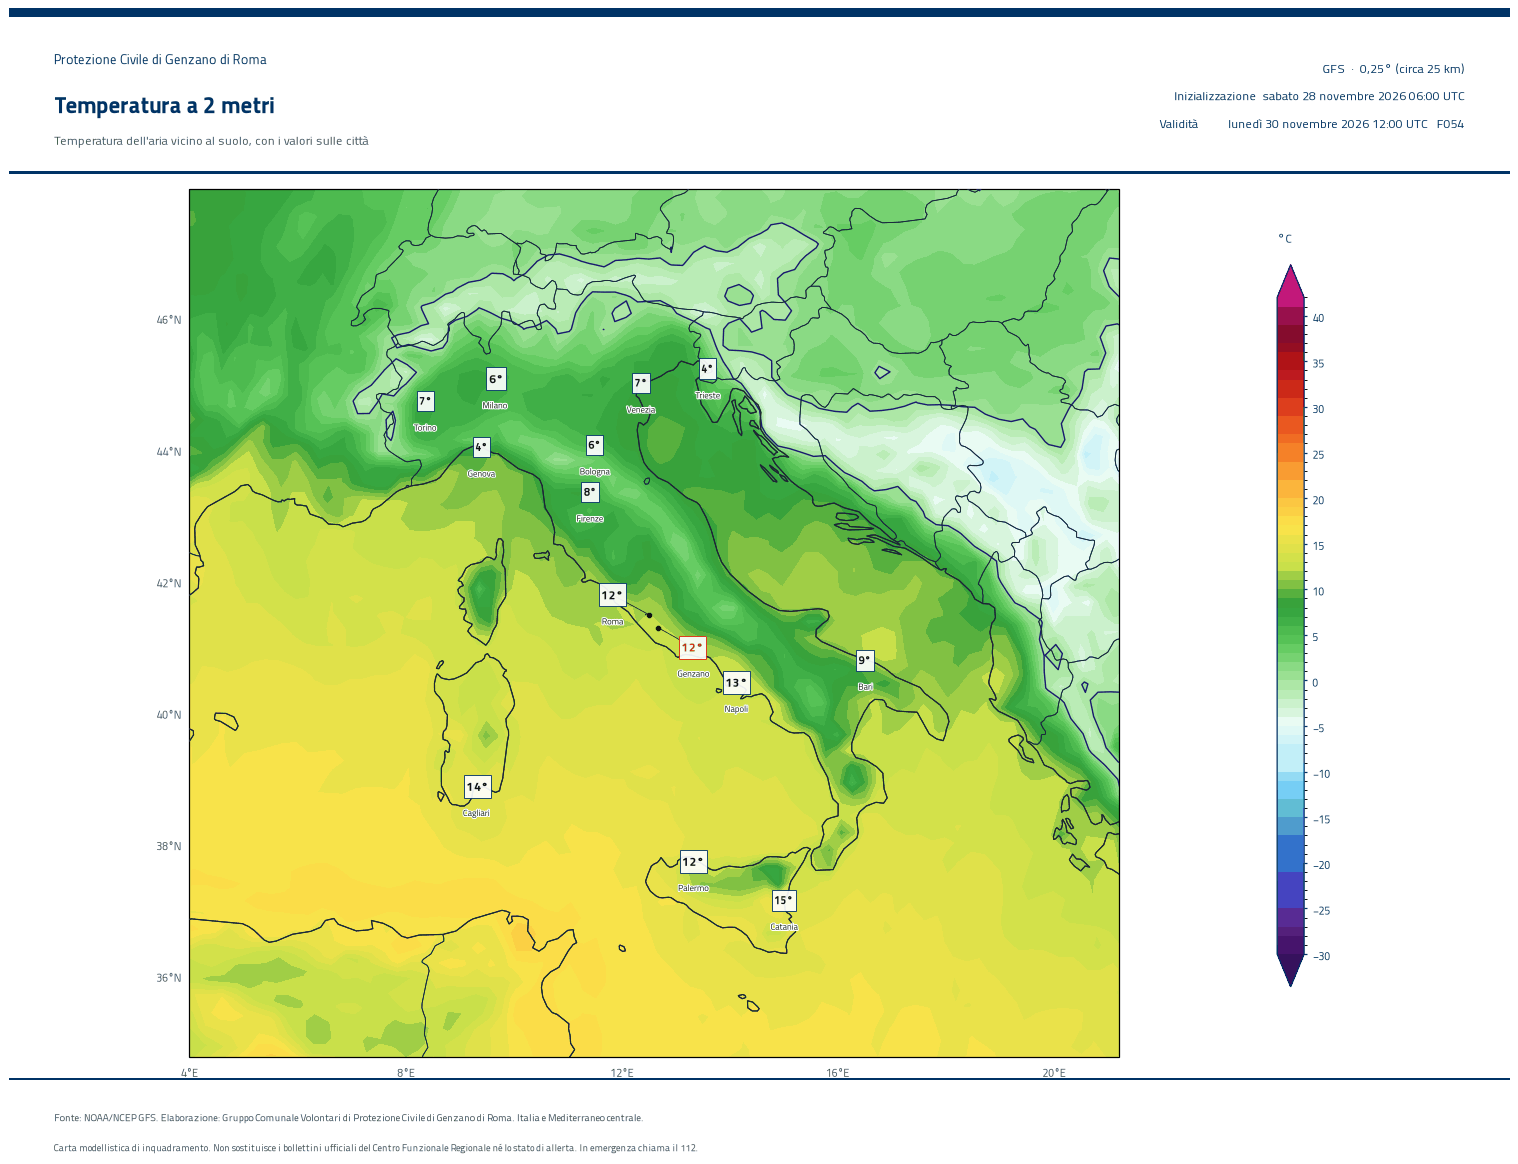 Protezione Civile di Genzano di Roma
Temperatura a 2 metri
Temperatura dell'aria vicino al suolo, con i valori sulle città
GFS · 0,25° (circa 25 km)
Inizializzazione sabato 28 novembre 2026 06:00 UTC
Validità lunedì 30 novembre 2026 12:00 UTC F054
°C
40
35
30
25
20
15
10
5
0
−5
−10
−15
−20
−25
−30
46°N
44°N
42°N
40°N
38°N
36°N
4°E
8°E
12°E
16°E
20°E
4°
Trieste
6°
Milano
7°
Venezia
7°
Torino
4°
Genova
6°
Bologna
8°
Firenze
12°
Roma
12°
Genzano
9°
Bari
13°
Napoli
14°
Cagliari
12°
Palermo
15°
Catania
Fonte: NOAA/NCEP GFS. Elaborazione: Gruppo Comunale Volontari di Protezione Civile di Genzano di Roma. Italia e Mediterraneo centrale.
Carta modellistica di inquadramento. Non sostituisce i bollettini ufficiali del Centro Funzionale Regionale né lo stato di allerta. In emergenza chiama il 112.